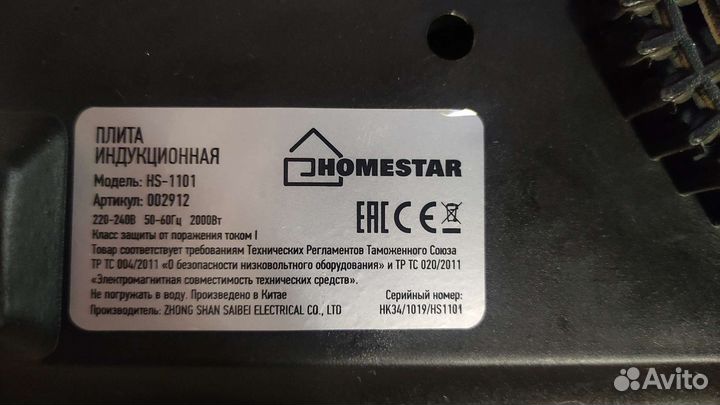 ПЛИТА
ИНДУКЦИОННАЯ
Модель: HS-1101
Артикул: 002912
220-240В 50-60Гц 2000Вт
Класс защиты от поражения током I
HOMESTAR
EAC CE
Товар соответствует требованиям Технических Регламентов Таможенного Союза
ТР ТС 004/2011 «О безопасности низковольтного оборудования» и ТР ТС 020/2011
«Электромагнитная совместимость технических средств».
Не погружать в воду. Произведено в Китае
Производитель: ZHONG SHAN SAIBEI ELECTRICAL CO., LTD
Серийный номер:
HK34/1019/HS1101
Avito